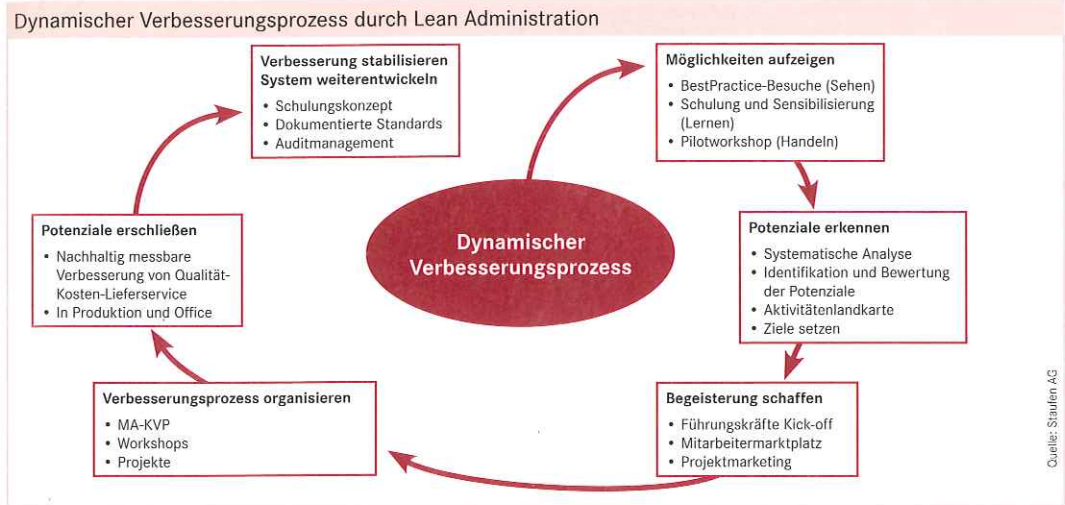 Dynamischer Verbesserungsprozess durch Lean Administration
Verbesserung stabilisieren
System weiterentwickeln
• Schulungskonzept
• Dokumentierte Standards
• Auditmanagement
Möglichkeiten aufzeigen
• BestPractice-Besuche (Sehen)
• Schulung und Sensibilisierung
(Lernen)
• Pilotworkshop (Handeln)
Potenziale erschließen
• Nachhaltig messbare
Verbesserung von Qualität-
Kosten-Lieferservice
• In Produktion und Office
Dynamischer
Verbesserungsprozess
Potenziale erkennen
• Systematische Analyse
• Identifikation und Bewertung
der Potenziale
• Aktivitätenlandkarte
• Ziele setzen
Verbesserungsprozess organisieren
• MA-KVP
• Workshops
• Projekte
Begeisterung schaffen
• Führungskräfte Kick-off
• Mitarbeitermarktplatz
• Projektmarketing
Quelle: Staufen AG